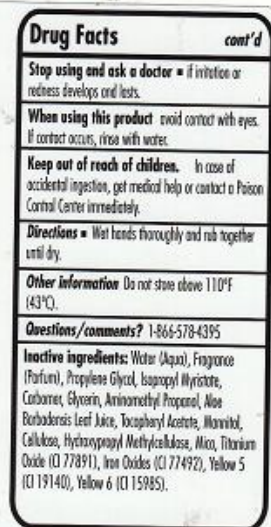 Drug Facts cont'd
Stop using and ask a doctor ▪ if irritation or
redness develops and lasts.
When using this product avoid contact with eyes.
If contact occurs, rinse with water.
Keep out of reach of children. In case of
accidental ingestion, get medical help or contact a Poison
Control Center immediately.
Directions ▪ Wet hands thoroughly and rub together
until dry.
Other information Do not store above 110°F
(43°C).
Questions/comments? 1-866-578-4395
Inactive ingredients: Water (Aqua), Fragrance
(Parfum), Propylene Glycol, Isopropyl Myristate,
Carbomer, Glycerin, Aminomethyl Propanol, Aloe
Barbadensis Leaf Juice, Tocopheryl Acetate, Mannitol,
Cellulose, Hydroxypropyl Methylcellulose, Mica, Titanium
Oxide (CI 77891), Iron Oxides (CI 77492), Yellow 5
(CI 19140), Yellow 6 (CI 15985).